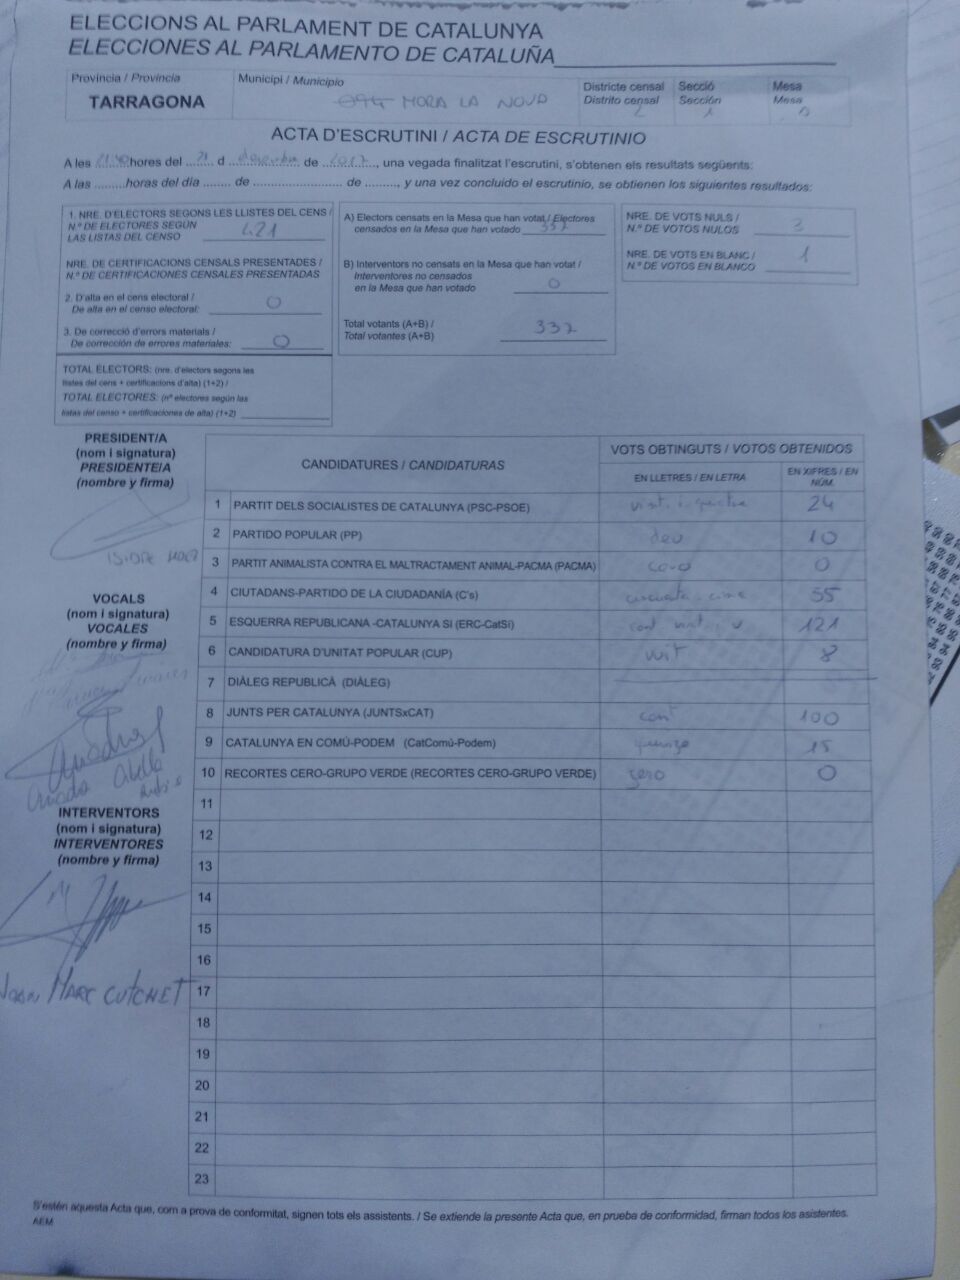 ELECCIONS AL PARLAMENT DE CATALUNYA
ELECCIONES AL PARLAMENTO DE CATALUÑA
Provincia / Provincia
TARRAGONA
Municipi / Municipio
094 MORA LA NOVA
Districte censal
Distrito censal
2
Secció
Sección
1
Mesa
Mesa
ACTA D'ESCRUTINI / ACTA DE ESCRUTINIO
A les ........ hores del 21 d desembre de 2017, una vegada finalitzat l'escrutini, s'obtenen els resultats següents:
A las .........horas del día ....... de ........................ de ........., y una vez concluido el escrutinio, se obtienen los siguientes resultados:
1. NRE. D'ELECTORS SEGONS LES LLISTES DEL CENS /
N.º DE ELECTORES SEGÚN
LAS LISTAS DEL CENSO 421
NRE. DE CERTIFICACIONS CENSALS PRESENTADES /
N.º DE CERTIFICACIONES CENSALES PRESENTADAS
2. D'alta en el cens electoral /
De alta en el censo electoral: 0
3. De correcció d'errors materials /
De corrección de errores materiales: 0
TOTAL ELECTORS: (nre. d'electors segons les
llistes del cens + certificacions d'alta) (1+2) /
TOTAL ELECTORES: (nº electores según las
listas del censo + certificaciones de alta) (1+2)
A) Electors censats en la Mesa que han votat / Electores
censados en la Mesa que han votado 337
B) Interventors no censats en la Mesa que han votat /
Interventores no censados
en la Mesa que han votado 0
Total votants (A+B) /
Total votantes (A+B) 337
NRE. DE VOTS NULS /
N.º DE VOTOS NULOS 3
NRE. DE VOTS EN BLANC /
N.º DE VOTOS EN BLANCO 1
PRESIDENT/A
(nom i signatura)
PRESIDENTE/A
(nombre y firma)
VOCALS
(nom i signatura)
VOCALES
(nombre y firma)
INTERVENTORS
(nom i signatura)
INTERVENTORES
(nombre y firma)
JOAN MARC CUTCHET
CANDIDATURES / CANDIDATURAS
VOTS OBTINGUTS / VOTOS OBTENIDOS
EN LLETRES / EN LETRA
EN XIFRES / EN NÚM.
1 PARTIT DELS SOCIALISTES DE CATALUNYA (PSC-PSOE) vint-i-quatre 24
2 PARTIDO POPULAR (PP) deu 10
3 PARTIT ANIMALISTA CONTRA EL MALTRACTAMENT ANIMAL-PACMA (PACMA) 0
4 CIUTADANS-PARTIDO DE LA CIUDADANÍA (C's) cincuata-cinc 55
5 ESQUERRA REPUBLICANA -CATALUNYA SI (ERC-CatSi) cent vint-i-u 121
6 CANDIDATURA D'UNITAT POPULAR (CUP) vuit 8
7 DIÀLEG REPUBLICÀ (DIÀLEG)
8 JUNTS PER CATALUNYA (JUNTSxCAT) cent 100
9 CATALUNYA EN COMÚ-PODEM (CatComú-Podem) quinze 15
10 RECORTES CERO-GRUPO VERDE (RECORTES CERO-GRUPO VERDE) zero 0
11
12
13
14
15
16
17
18
19
20
21
22
23
S'estén aquesta Acta que, com a prova de conformitat, signen tots els assistents. / Se extiende la presente Acta que, en prueba de conformidad, firman todos los asistentes.
AEM